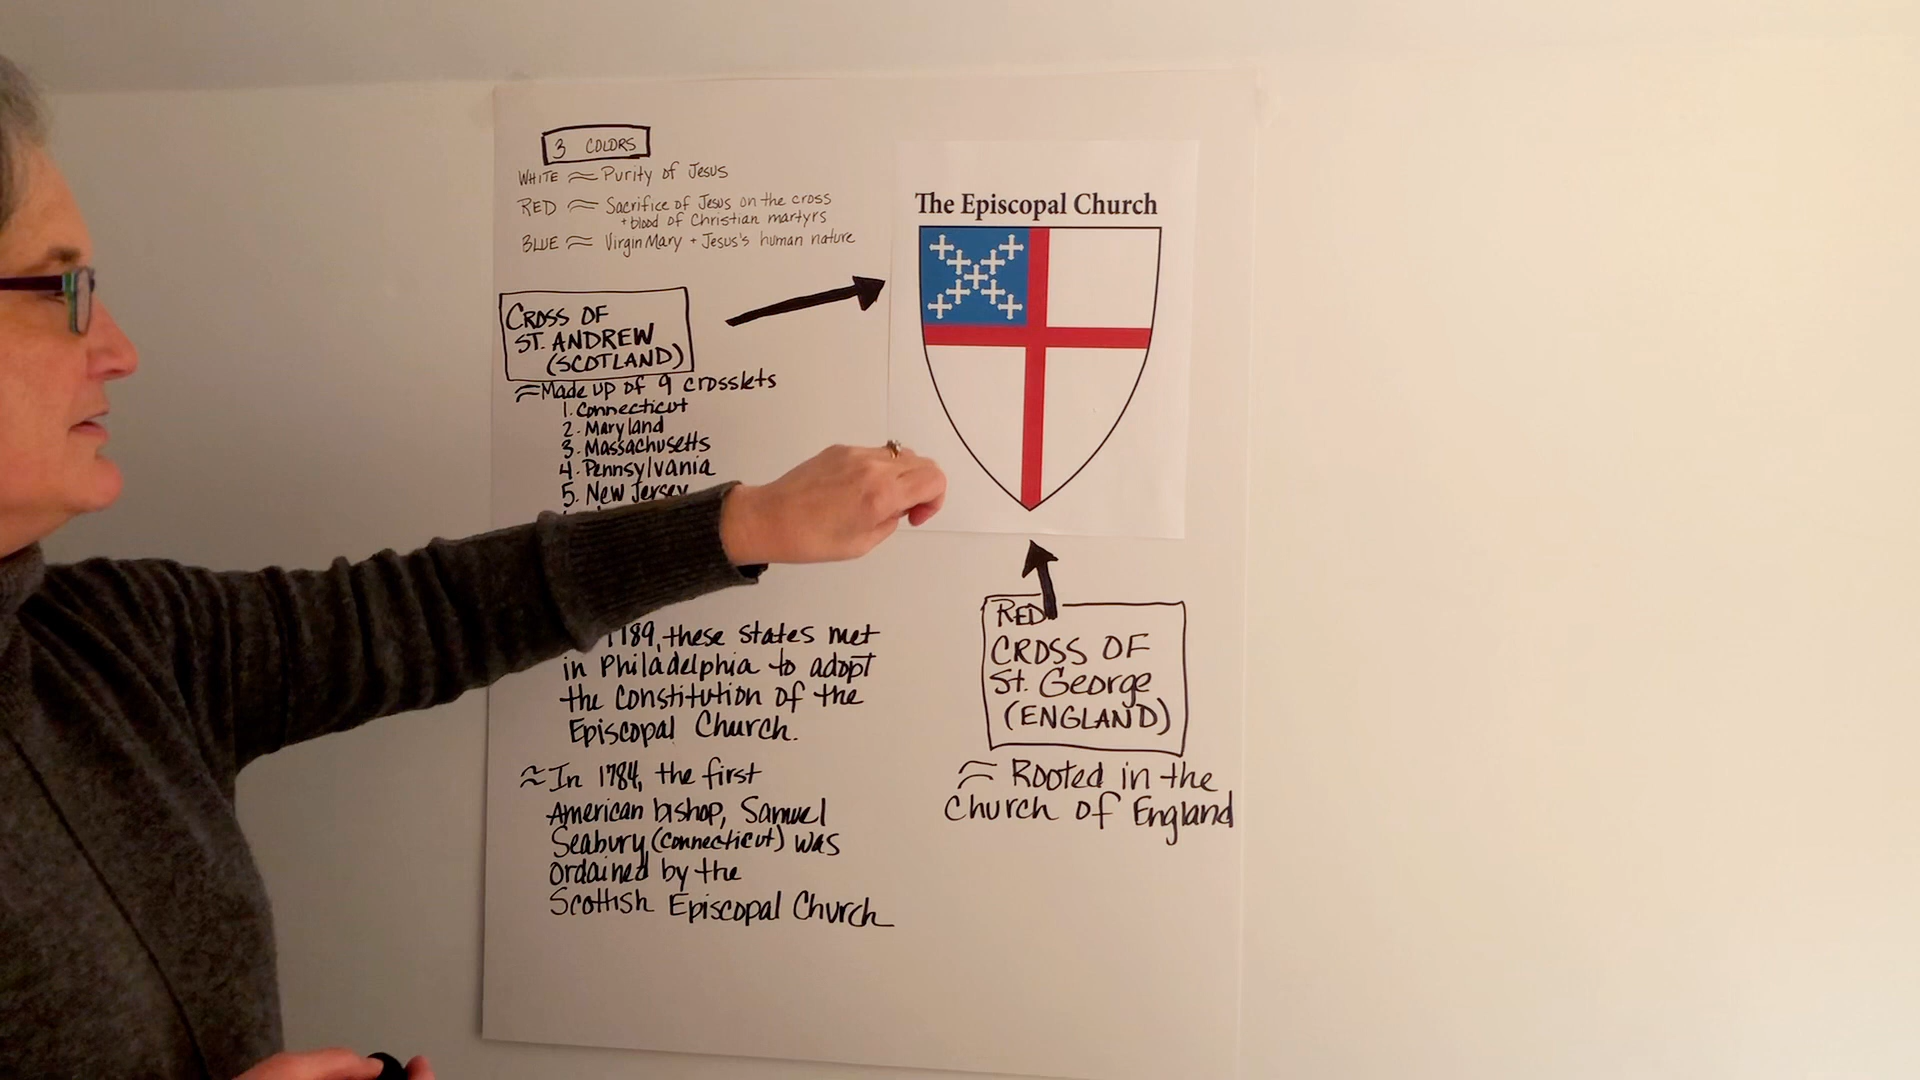 3 COLORS
WHITE ≈ Purity of Jesus
RED ≈ Sacrifice of Jesus on the cross
+ blood of Christian martyrs
BLUE ≈ Virgin Mary + Jesus's human nature
CROSS OF
ST. ANDREW
(SCOTLAND)
≈ Made up of 9 crosslets
1. Connecticut
2. Maryland
3. Massachusetts
4. Pennsylvania
5. New Jersey
1789, these states met
in Philadelphia to adopt
the Constitution of the
Episcopal Church.
≈ In 1784, the first
American bishop, Samuel
Seabury (Connecticut) was
ordained by the
Scottish Episcopal Church
The Episcopal Church
RED
CROSS OF
St. George
(ENGLAND)
≈ Rooted in the
Church of England